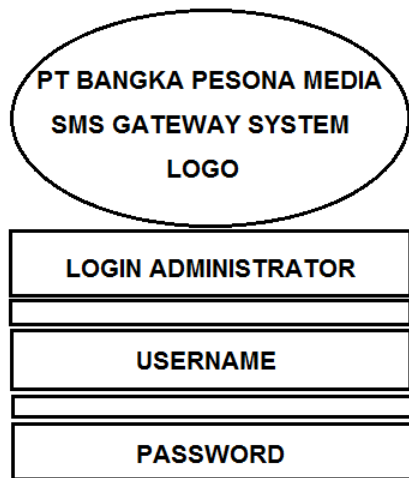 PT BANGKA PESONA MEDIA
SMS GATEWAY SYSTEM
LOGO
LOGIN ADMINISTRATOR
USERNAME
PASSWORD